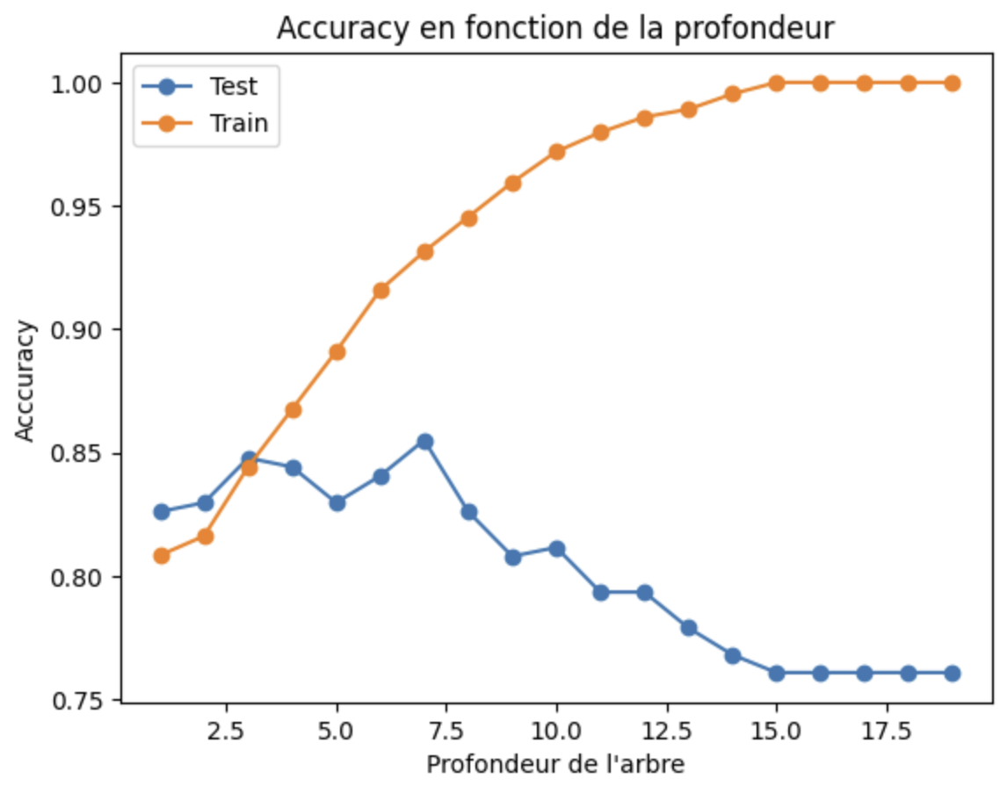 Accuracy en fonction de la profondeur
Test
Train
1.00
0.95
0.90
0.85
0.80
0.75
Acccuracy
2.5 5.0 7.5 10.0 12.5 15.0 17.5
Profondeur de l'arbre